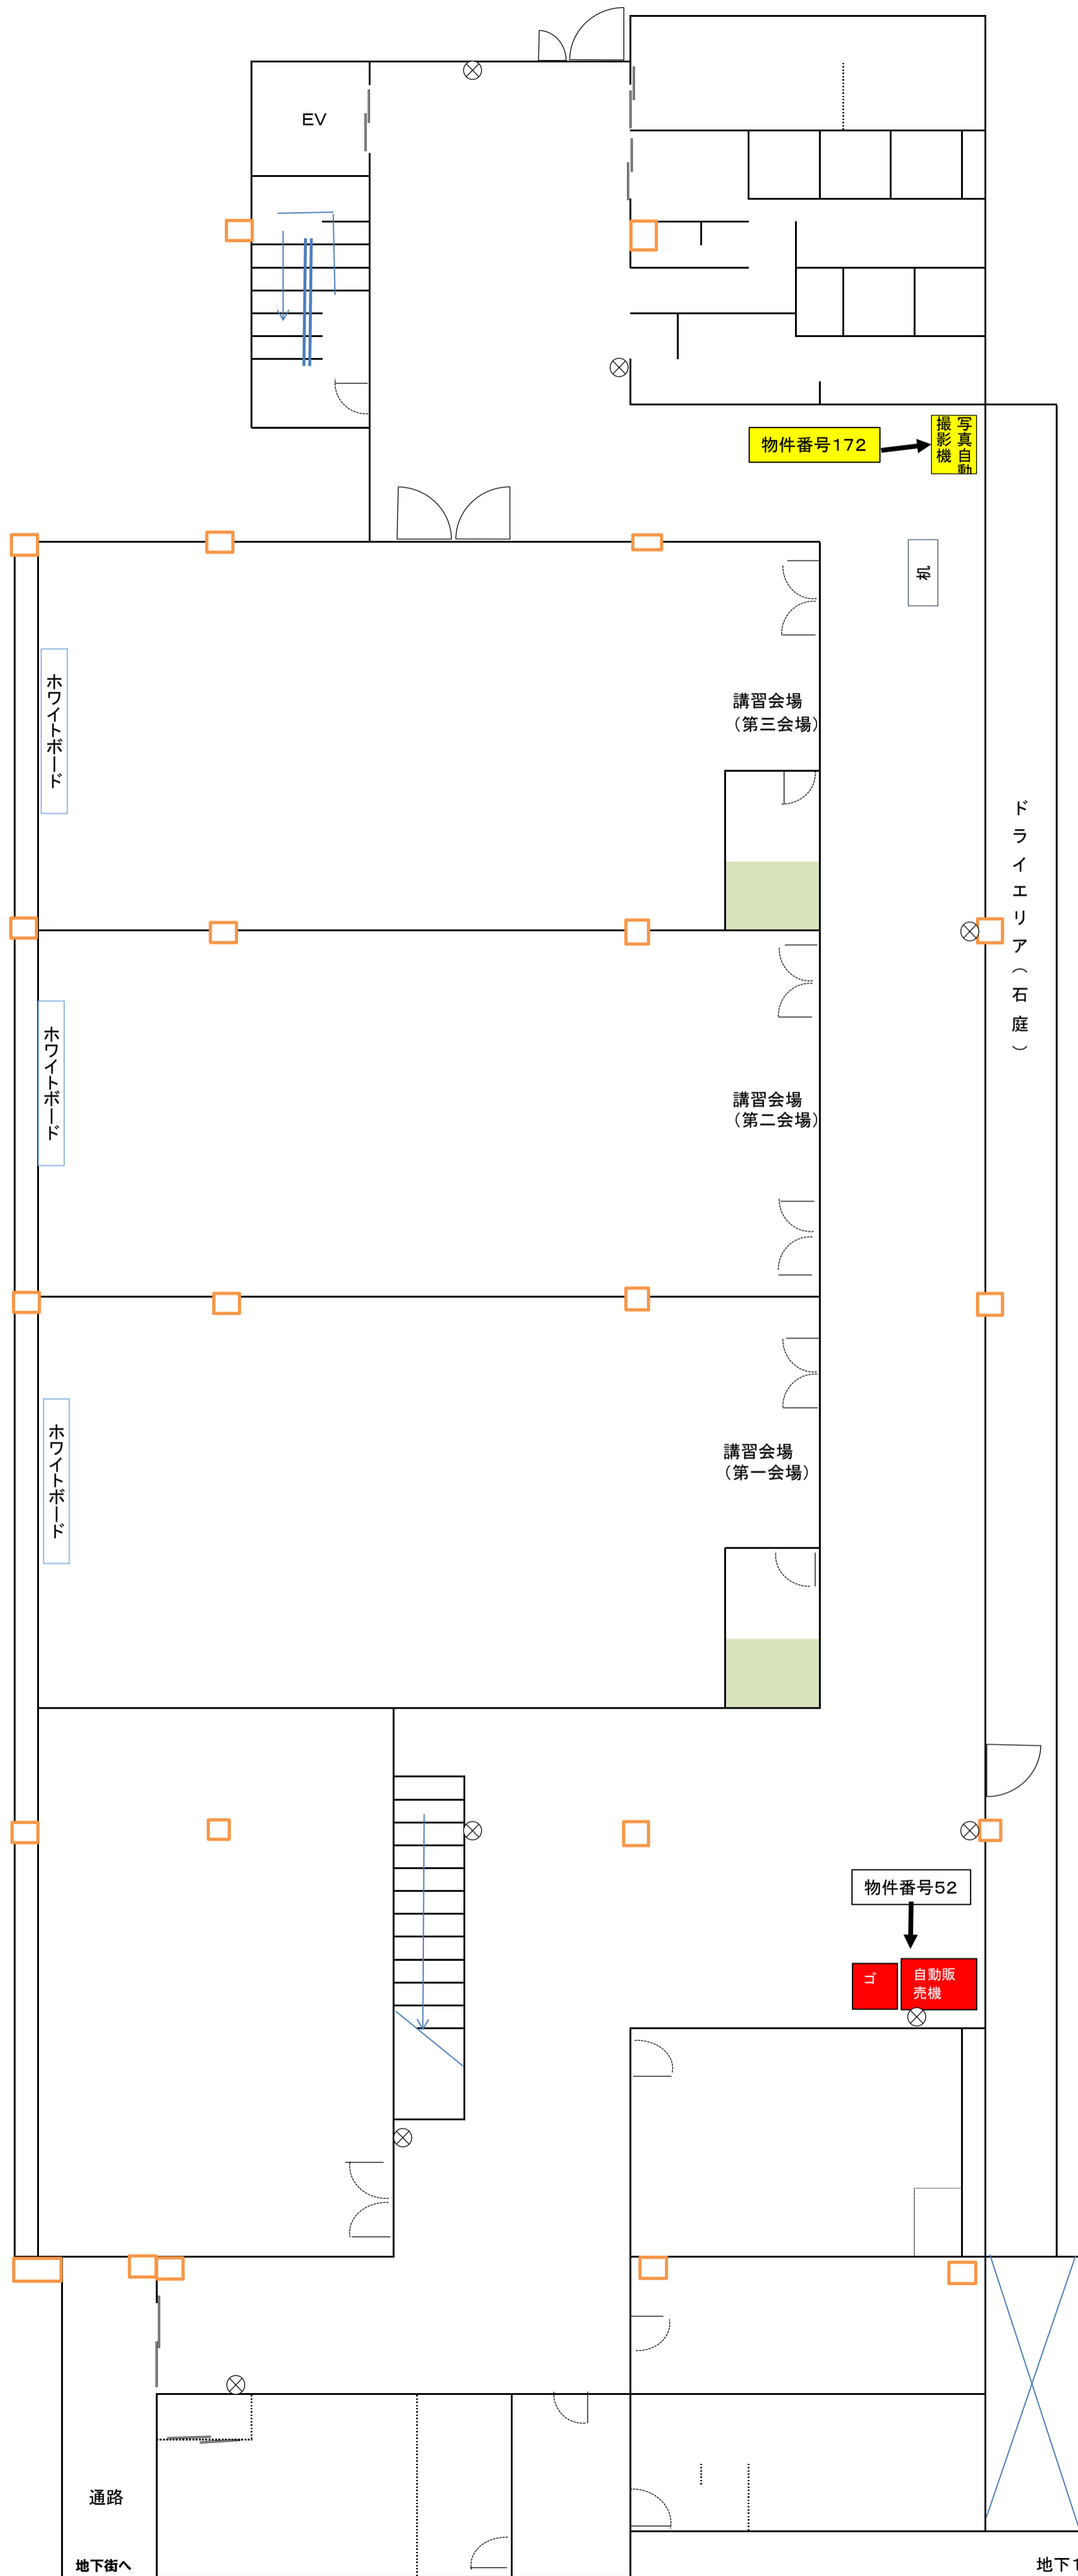 EV
物件番号172
写真自動
撮影機
机
講習会場
（第三会場）
ホワイトボード
ドライエリア（石庭）
ホワイトボード
講習会場
（第二会場）
ホワイトボード
講習会場
（第一会場）
物件番号52
ゴ
自動販
売機
通路
地下街へ
地下1